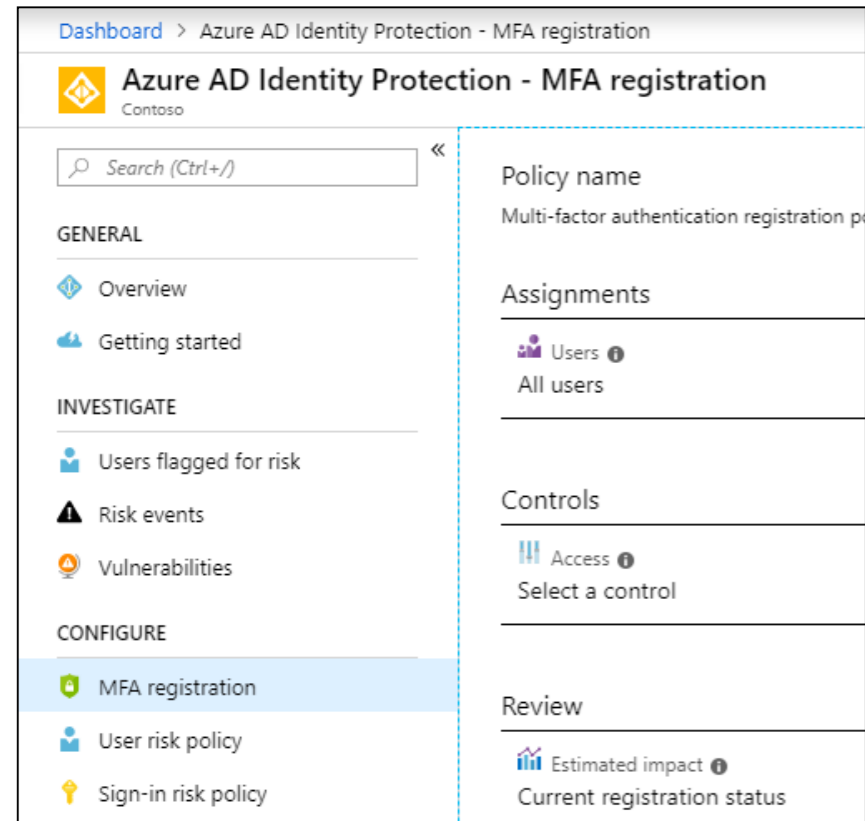 Dashboard > Azure AD Identity Protection - MFA registration
Azure AD Identity Protection - MFA registration
Contoso
Search (Ctrl+/)
«
GENERAL
Overview
Getting started
INVESTIGATE
Users flagged for risk
Risk events
Vulnerabilities
CONFIGURE
MFA registration
User risk policy
Sign-in risk policy
Policy name
Multi-factor authentication registration
Assignments
Users
All users
Controls
Access
Select a control
Review
Estimated impact
Current registration status